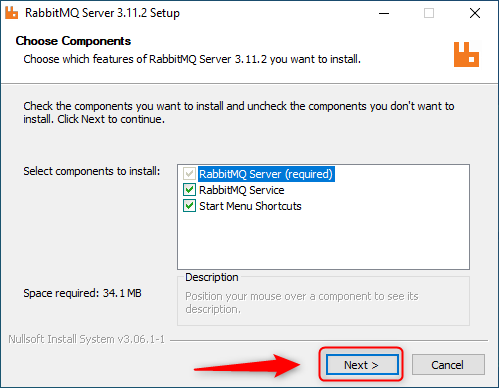 RabbitMQ Server 3.11.2 Setup
Choose Components
Choose which features of RabbitMQ Server 3.11.2 you want to install.
Check the components you want to install and uncheck the components you don't want to
install. Click Next to continue.
Select components to install:
RabbitMQ Server (required)
RabbitMQ Service
Start Menu Shortcuts
Space required: 34.1 MB
Description
Position your mouse over a component to see its
description.
Nullsoft Install System v3.06.1-1
Next >
Cancel